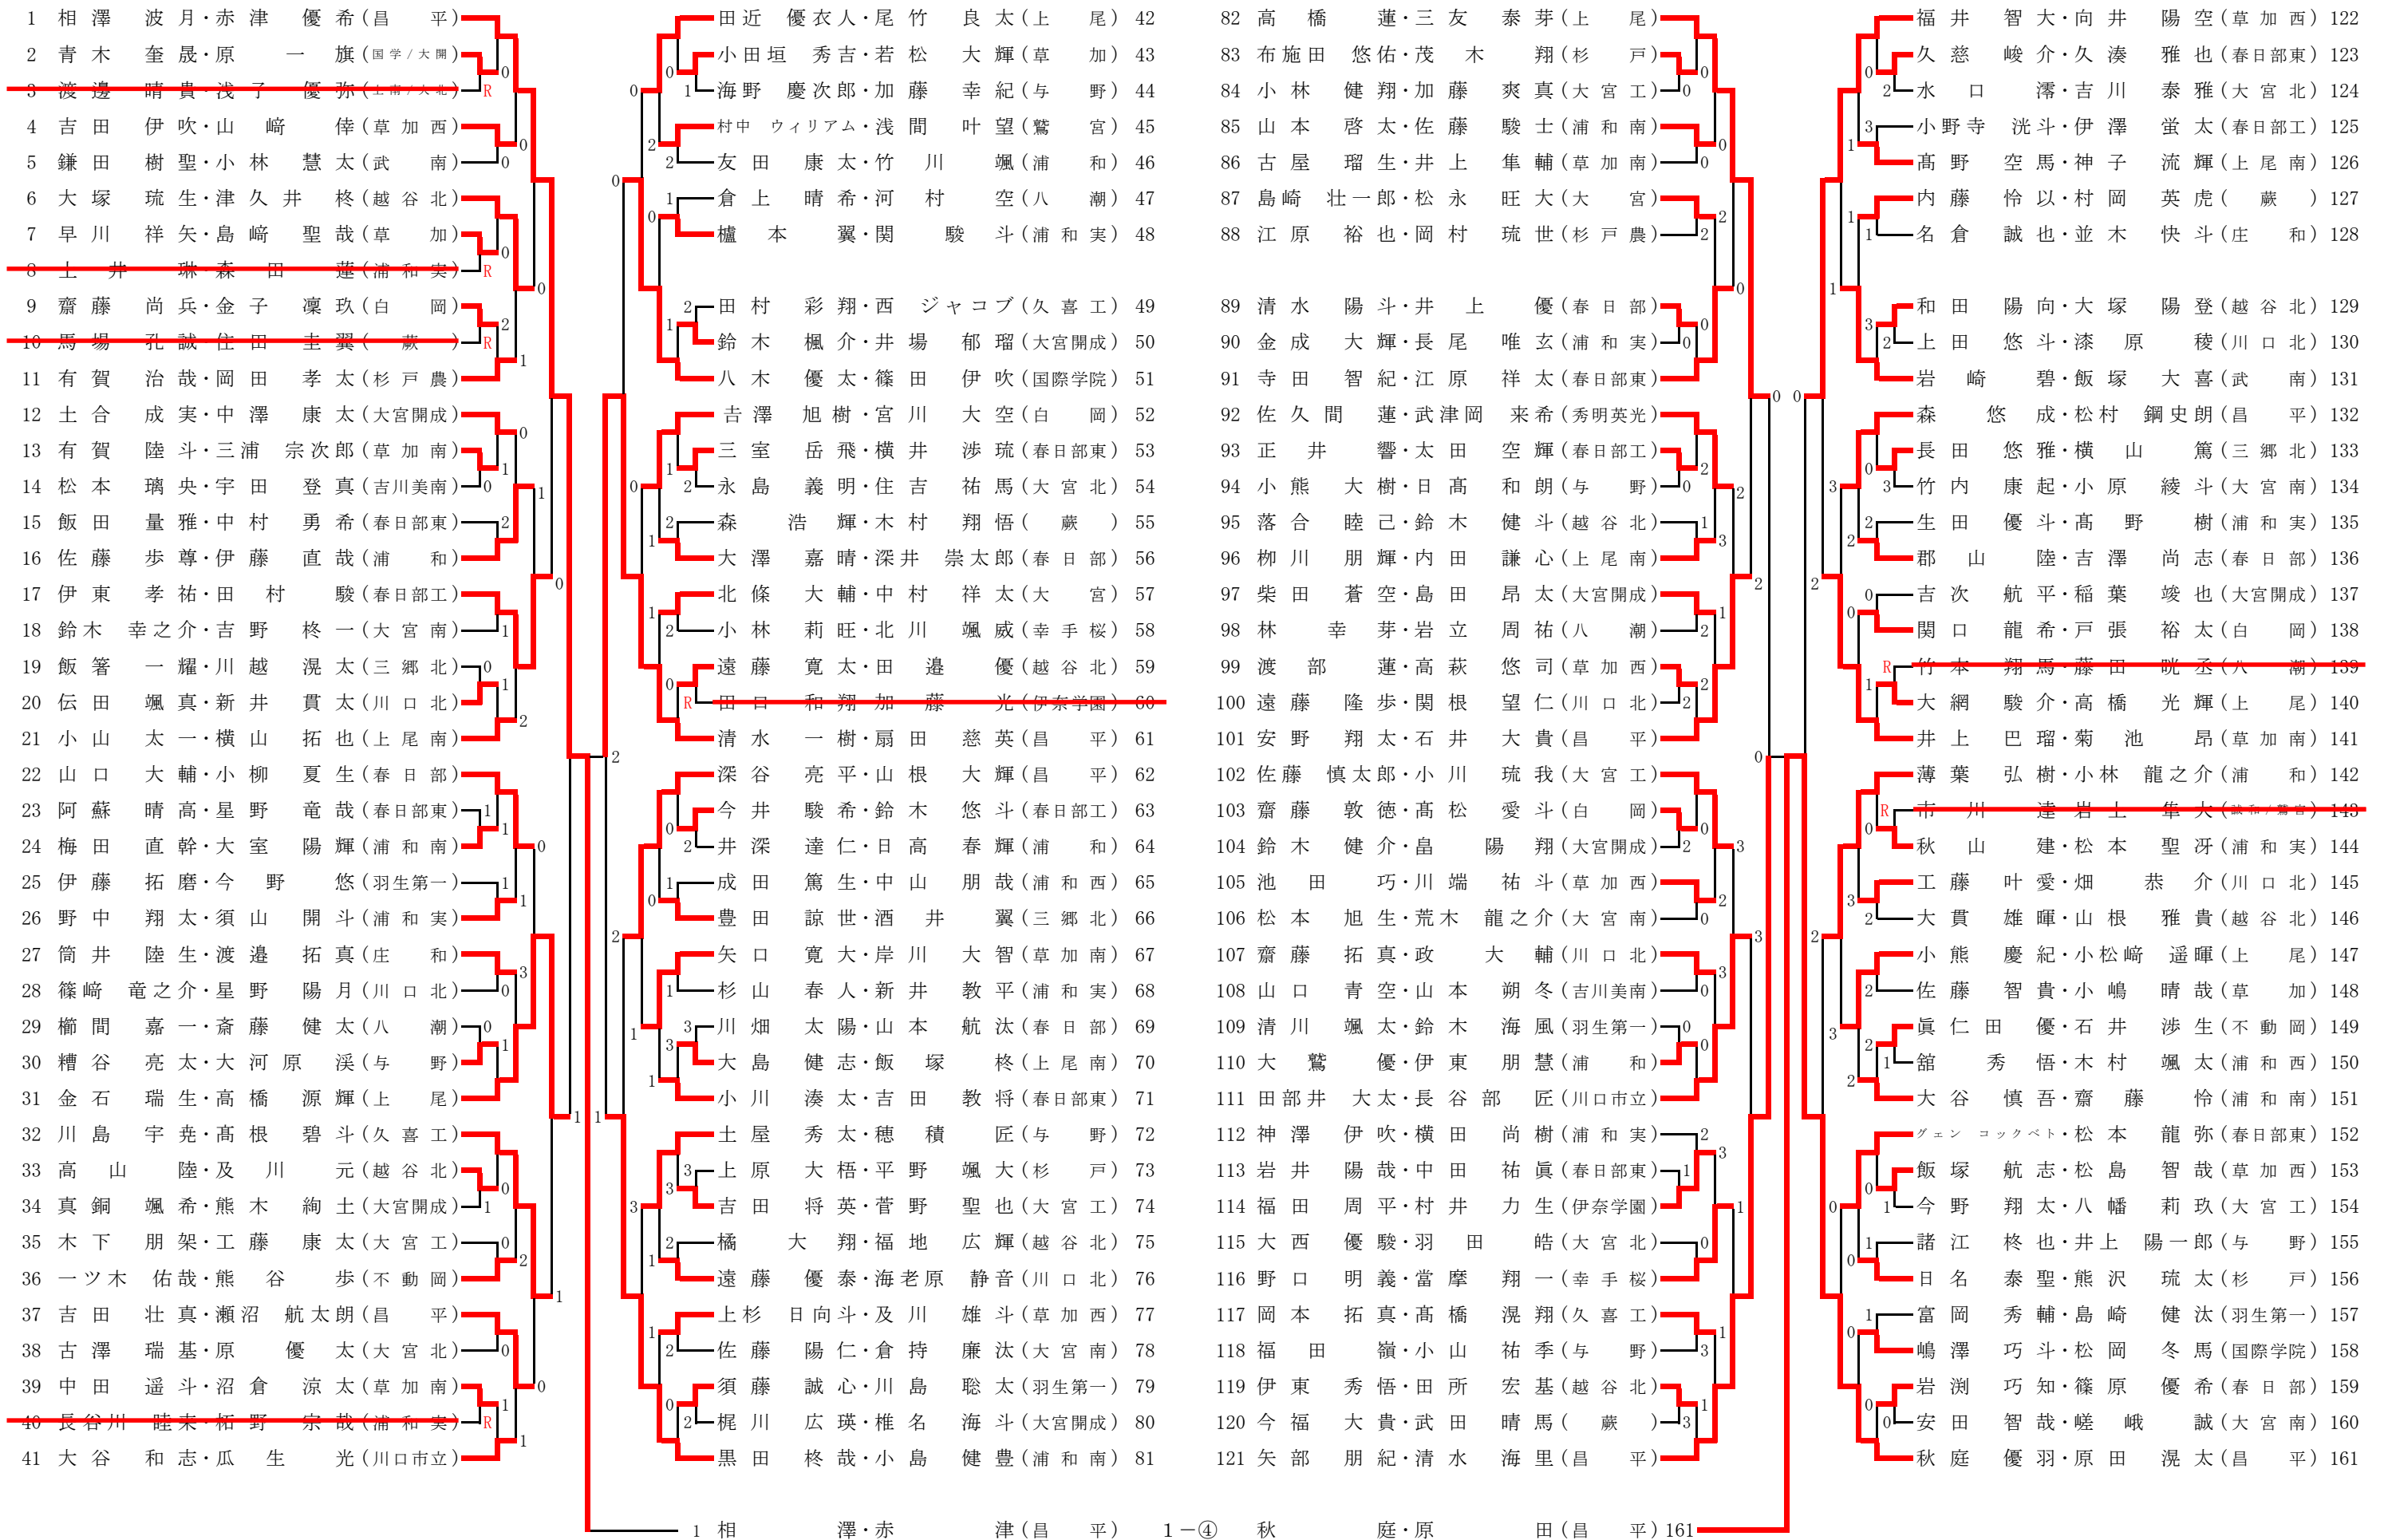 1 相澤 波月・赤津 優希(昌平)
2 青木 奎晟・原 一旗(国学/大開)
3 渡邊 晴貴・浅子 優弥(上南/大北) R
4 吉田 伊吹・山﨑 倖(草加西)
5 鎌田 樹聖・小林 慧太(武南)
6 大塚 琉生・津久井 柊(越谷北)
7 早川 祥矢・島﨑 聖哉(草加)
8 土井 琳・森田 蓮(浦和実) R
9 齋藤 尚兵・金子 凜玖(白岡)
10 馬場 孔誠・住田 圭翼(蕨) R
11 有賀 治哉・岡田 孝太(杉戸農)
12 土合 成実・中澤 康太(大宮開成)
13 有賀 陸斗・三浦 宗次郎(草加南)
14 松本 璃央・宇田 登真(吉川美南)
15 飯田 量雅・中村 勇希(春日部東)
16 佐藤 歩尊・伊藤 直哉(浦和)
17 伊東 孝祐・田村 駿(春日部工)
18 鈴木 幸之介・吉野 柊一(大宮南)
19 飯箸 一耀・川越 滉太(三郷北)
20 伝田 颯真・新井 貫太(川口北)
21 小山 太一・横山 拓也(上尾南)
22 山口 大輔・小柳 夏生(春日部)
23 阿蘇 晴高・星野 竜哉(春日部東)
24 梅田 直幹・大室 陽輝(浦和南)
25 伊藤 拓磨・今野 悠(羽生第一)
26 野中 翔太・須山 開斗(浦和実)
27 筒井 陸生・渡邉 拓真(庄和)
28 篠﨑 竜之介・星野 陽月(川口北)
29 櫛間 嘉一・斎藤 健太(八潮)
30 糟谷 亮太・大河原 渓(与野)
31 金石 瑞生・高橋 源輝(上尾)
32 川島 宇尭・髙根 碧斗(久喜工)
33 高山 陸・及川 元(越谷北)
34 真銅 颯希・熊木 絢士(大宮開成)
35 木下 朋架・工藤 康太(大宮工)
36 一ツ木 佑哉・熊谷 歩(不動岡)
37 吉田 壮真・瀬沼 航太朗(昌平)
38 古澤 瑞基・原 優太(大宮北)
39 中田 遥斗・沼倉 涼太(草加南)
40 長谷川 睦来・柘野 宗哉(浦和実) R
41 大谷 和志・瓜生 光(川口市立)
田近 優衣人・尾竹 良太(上尾) 42
小田垣 秀吉・若松 大輝(草加) 43
海野 慶次郎・加藤 幸紀(与野) 44
村中 ウィリアム・浅間 叶望(鷲宮) 45
友田 康太・竹川 颯(浦和) 46
倉上 晴希・河村 空(八潮) 47
櫨本 翼・関 駿斗(浦和実) 48
田村 彩翔・西 ジャコブ(久喜工) 49
鈴木 楓介・井場 郁瑠(大宮開成) 50
八木 優太・篠田 伊吹(国際学院) 51
吉澤 旭樹・宮川 大空(白岡) 52
三室 岳飛・横井 渉琉(春日部東) 53
永島 義明・住吉 祐馬(大宮北) 54
森 浩輝・木村 翔悟(蕨) 55
大澤 嘉晴・深井 崇太郎(春日部) 56
北條 大輔・中村 祥太(大宮) 57
小林 莉旺・北川 颯威(幸手桜) 58
遠藤 寛太・田邉 優(越谷北) 59
R 田口 和翔加藤 光(伊奈学園) 60
清水 一樹・扇田 慈英(昌平) 61
深谷 亮平・山根 大輝(昌平) 62
今井 駿希・鈴木 悠斗(春日部工) 63
井深 達仁・日高 春輝(浦和) 64
成田 篤生・中山 朋哉(浦和西) 65
豊田 諒世・酒井 翼(三郷北) 66
矢口 寛大・岸川 大智(草加南) 67
杉山 春人・新井 教平(浦和実) 68
川畑 太陽・山本 航汰(春日部) 69
大島 健志・飯塚 柊(上尾南) 70
小川 湊太・吉田 教将(春日部東) 71
土屋 秀太・穂積 匠(与野) 72
上原 大梧・平野 颯大(杉戸) 73
吉田 将英・菅野 聖也(大宮工) 74
橘 大翔・福地 広輝(越谷北) 75
遠藤 優泰・海老原 静音(川口北) 76
上杉 日向斗・及川 雄斗(草加西) 77
佐藤 陽仁・倉持 廉汰(大宮南) 78
須藤 誠心・川島 聡太(羽生第一) 79
梶川 広瑛・椎名 海斗(大宮開成) 80
黒田 柊哉・小島 健豊(浦和南) 81
82 高橋 蓮・三友 泰芽(上尾)
83 布施田 悠佑・茂木 翔(杉戸)
84 小林 健翔・加藤 爽真(大宮工)
85 山本 啓太・佐藤 駿士(浦和南)
86 古屋 瑠生・井上 隼輔(草加南)
87 島崎 壮一郎・松永 旺大(大宮)
88 江原 裕也・岡村 琉世(杉戸農)
89 清水 陽斗・井上 優(春日部)
90 金成 大輝・長尾 唯玄(浦和実)
91 寺田 智紀・江原 祥太(春日部東)
92 佐久間 蓮・武津岡 来希(秀明英光)
93 正井 響・太田 空輝(春日部工)
94 小熊 大樹・日髙 和朗(与野)
95 落合 睦己・鈴木 健斗(越谷北)
96 栁川 朋輝・内田 謙心(上尾南)
97 柴田 蒼空・島田 昂太(大宮開成)
98 林 幸芽・岩立 周祐(八潮)
99 渡部 蓮・高萩 悠司(草加西)
100 遠藤 隆歩・関根 望仁(川口北)
101 安野 翔太・石井 大貴(昌平)
102 佐藤 慎太郎・小川 琉我(大宮工)
103 齋藤 敦徳・髙松 愛斗(白岡)
104 鈴木 健介・畠 陽翔(大宮開成)
105 池田 巧・川端 祐斗(草加西)
106 松本 旭生・荒木 龍之介(大宮南)
107 齋藤 拓真・政 大輔(川口北)
108 山口 青空・山本 朔冬(吉川美南)
109 清川 颯太・鈴木 海風(羽生第一)
110 大鷲 優・伊東 朋慧(浦和)
111 田部井 大太・長谷部 匠(川口市立)
112 神澤 伊吹・横田 尚樹(浦和実)
113 岩井 陽哉・中田 祐眞(春日部東)
114 福田 周平・村井 力生(伊奈学園)
115 大西 優駿・羽田 皓(大宮北)
116 野口 明義・當摩 翔一(幸手桜)
117 岡本 拓真・髙橋 滉翔(久喜工)
118 福田 嶺・小山 祐季(与野)
119 伊東 秀悟・田所 宏基(越谷北)
120 今福 大貴・武田 晴馬(蕨)
121 矢部 朋紀・清水 海里(昌平)
福井 智大・向井 陽空(草加西) 122
久慈 峻介・久湊 雅也(春日部東) 123
水口 澪・吉川 泰雅(大宮北) 124
小野寺 洸斗・伊澤 蛍太(春日部工) 125
髙野 空馬・神子 流輝(上尾南) 126
内藤 怜以・村岡 英虎(蕨) 127
名倉 誠也・並木 快斗(庄和) 128
和田 陽向・大塚 陽登(越谷北) 129
上田 悠斗・漆原 稜(川口北) 130
岩崎 碧・飯塚 大喜(武南) 131
森 悠成・松村 鋼史朗(昌平) 132
長田 悠雅・横山 篤(三郷北) 133
竹内 康起・小原 綾斗(大宮南) 134
生田 優斗・髙野 樹(浦和実) 135
郡山 陸・吉澤 尚志(春日部) 136
吉次 航平・稲葉 竣也(大宮開成) 137
関口 龍希・戸張 裕太(白岡) 138
R 竹本 翔馬・藤田 晄丞(八潮) 139
大網 駿介・高橋 光輝(上尾) 140
井上 巴瑠・菊池 昂(草加南) 141
薄葉 弘樹・小林 龍之介(浦和) 142
R 市川 達岩上 隼大(誠和/鷲宮) 143
秋山 建・松本 聖冴(浦和実) 144
工藤 叶愛・畑 恭介(川口北) 145
大貫 雄暉・山根 雅貴(越谷北) 146
小熊 慶紀・小松﨑 遥暉(上尾) 147
佐藤 智貴・小嶋 晴哉(草加) 148
眞仁田 優・石井 渉生(不動岡) 149
舘 秀悟・木村 颯太(浦和西) 150
大谷 慎吾・齋藤 怜(浦和南) 151
グェン コックベト・松本 龍弥(春日部東) 152
飯塚 航志・松島 智哉(草加西) 153
今野 翔太・八幡 莉玖(大宮工) 154
諸江 柊也・井上 陽一郎(与野) 155
日名 泰聖・熊沢 琉太(杉戸) 156
富岡 秀輔・島崎 健汰(羽生第一) 157
嶋澤 巧斗・松岡 冬馬(国際学院) 158
岩渕 巧知・篠原 優希(春日部) 159
安田 智哉・嵯峨 誠(大宮南) 160
秋庭 優羽・原田 滉太(昌平) 161
1 相澤・赤津(昌平) 1－④ 秋庭・原田(昌平) 161